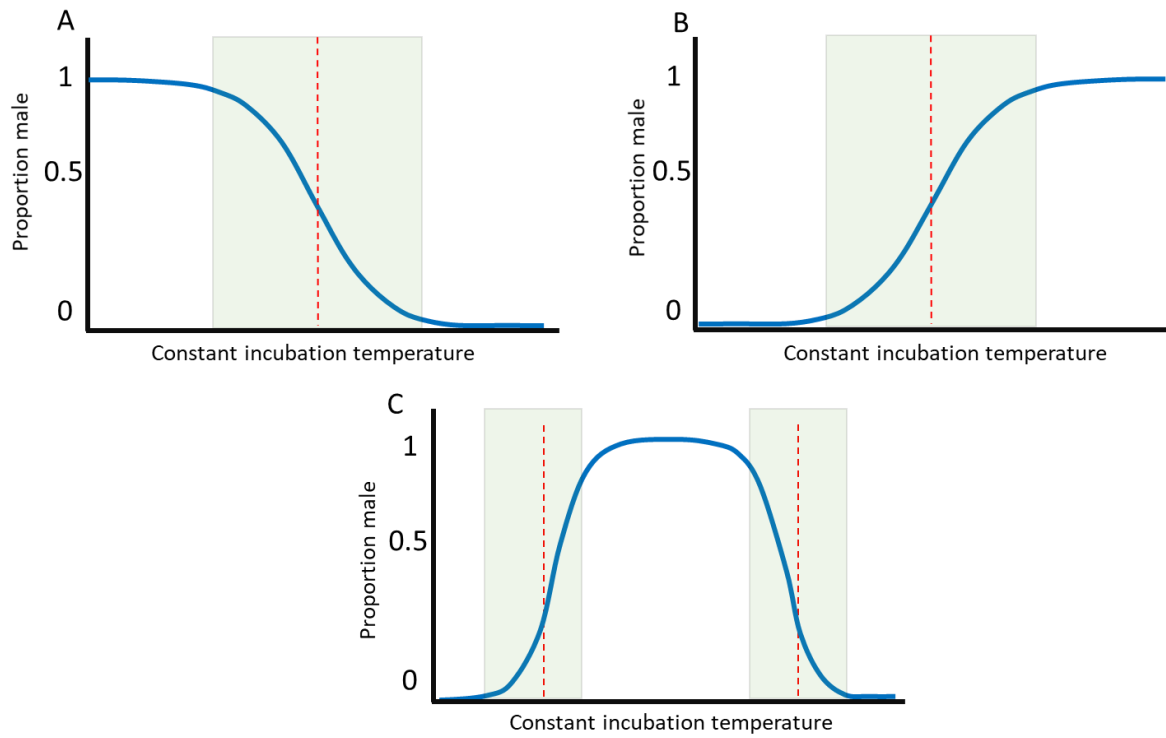 A
Proportion male
1
0.5
0
Constant incubation temperature
B
Proportion male
1
0.5
0
Constant incubation temperature
C
Proportion male
1
0.5
0
Constant incubation temperature